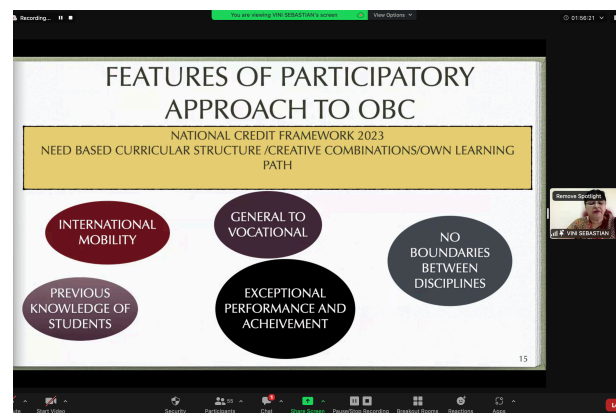 Recording...
You are viewing VINI SEBASTIAN's screen
View Options
01:56:21
FEATURES OF PARTICIPATORY
APPROACH TO OBC
NATIONAL CREDIT FRAMEWORK 2023
NEED BASED CURRICULAR STRUCTURE /CREATIVE COMBINATIONS/OWN LEARNING
PATH
INTERNATIONAL
MOBILITY
GENERAL TO
VOCATIONAL
NO
BOUNDARIES
BETWEEN
DISCIPLINES
PREVIOUS
KNOWLEDGE OF
STUDENTS
EXCEPTIONAL
PERFORMANCE AND
ACHEIVEMENT
15
Remove Spotlight
VINI SEBASTIAN
Start Video
Security
55
Participants
Chat
Share Screen
Pause/Stop Recording
Breakout Rooms
Reactions
Apps